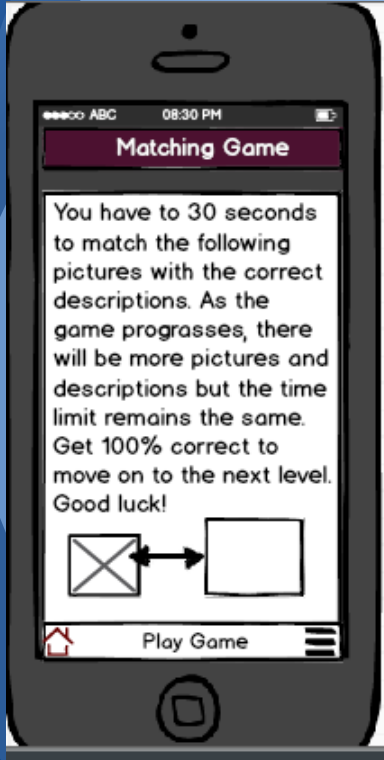 ABC 08:30 PM
Matching Game
You have to 30 seconds
to match the following
pictures with the correct
descriptions. As the
game prograsses, there
will be more pictures and
descriptions but the time
limit remains the same.
Get 100% correct to
move on to the next level.
Good luck!
Play Game